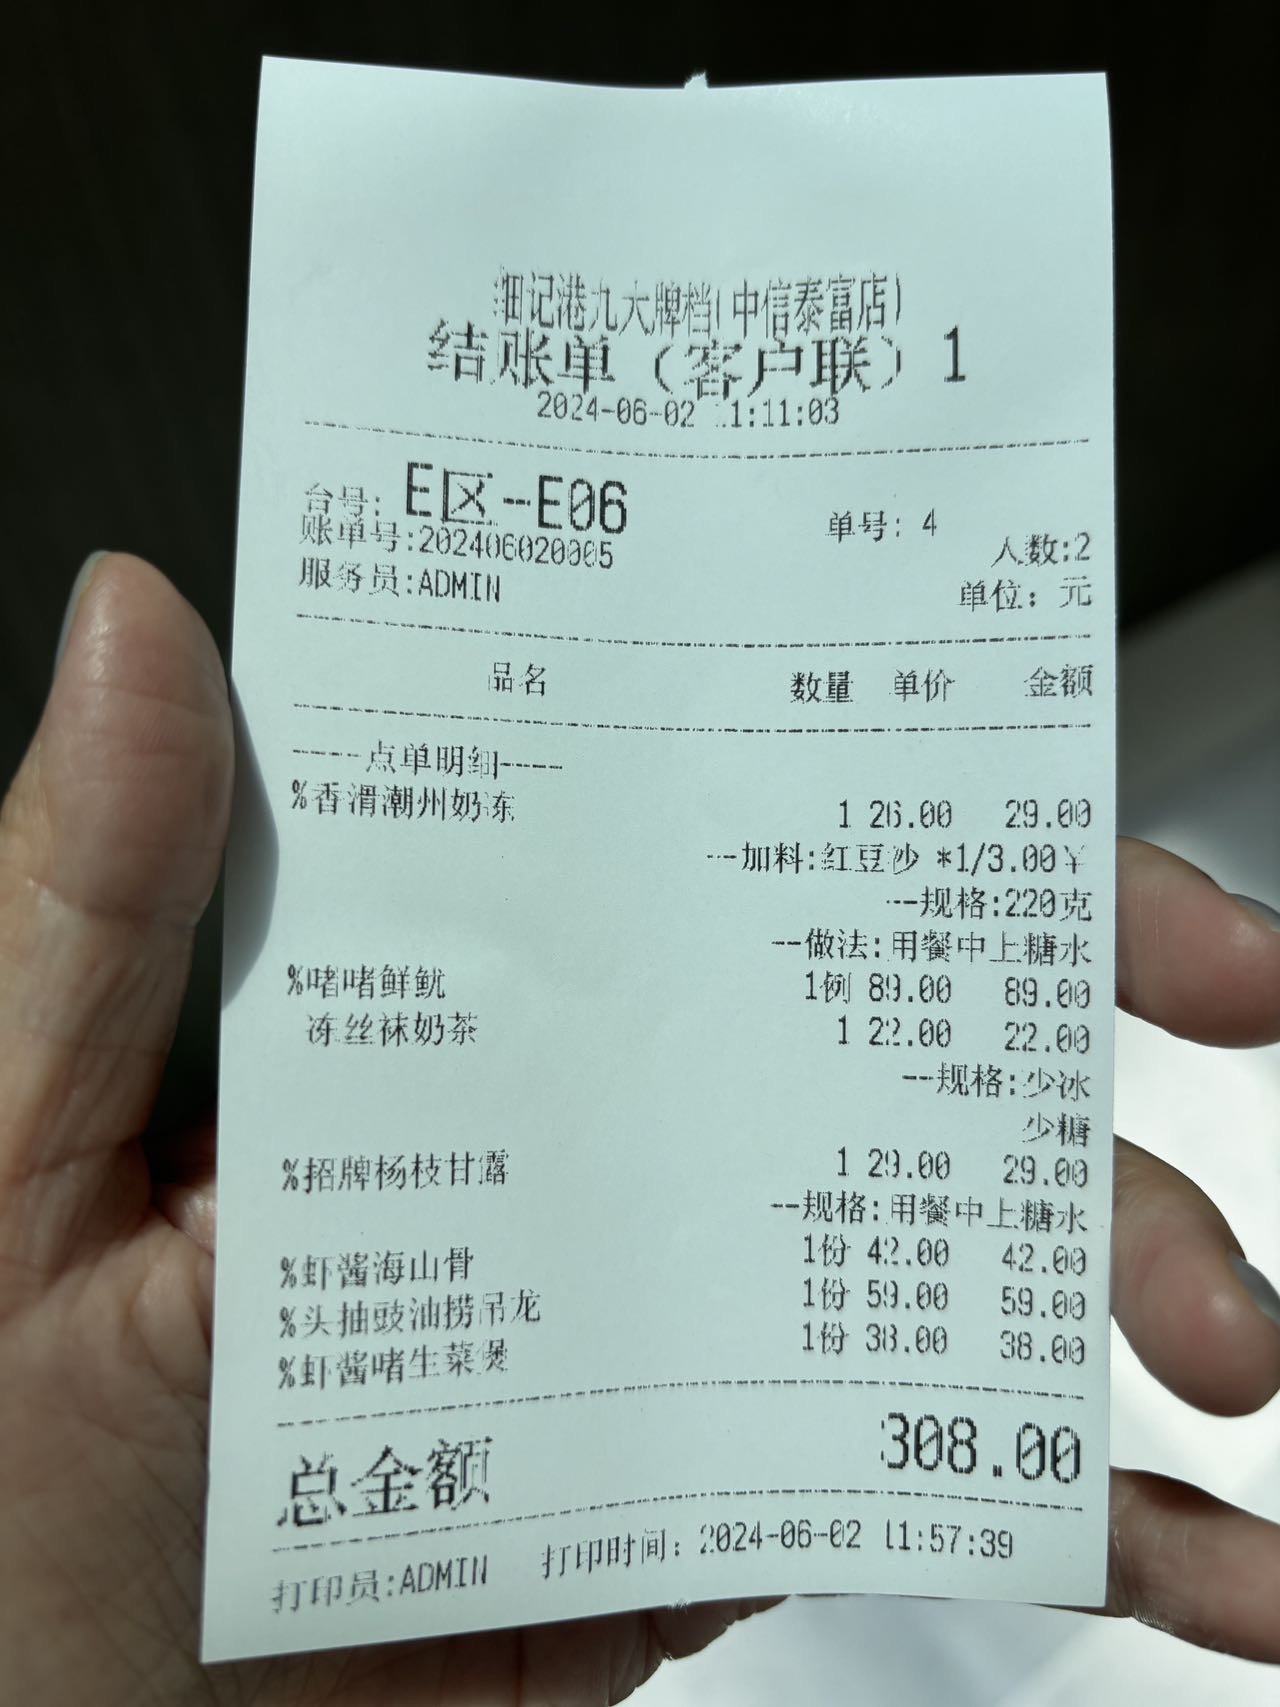 细记港九大牌档(中信泰富店)
结账单（客户联）1
2024-06-02 11:11:03
台号: E区-E06 单号: 4
账单号:202406020005 人数:2
服务员:ADMIN 单位: 元
品名 数量 单价 金额
-----点单明细-----
%香滑潮州奶冻 1 26.00 29.00
--加料:红豆沙 *1/3.00¥
--规格:220克
--做法:用餐中上糖水
%啫啫鲜鱿 1例 89.00 89.00
冻丝袜奶茶 1 22.00 22.00
--规格:少冰
少糖
%招牌杨枝甘露 1 29.00 29.00
--规格:用餐中上糖水
%虾酱海山骨 1份 42.00 42.00
%头抽豉油捞吊龙 1份 59.00 59.00
%虾酱啫生菜煲 1份 38.00 38.00
总金额 308.00
打印员:ADMIN 打印时间: 2024-06-02 11:57:39